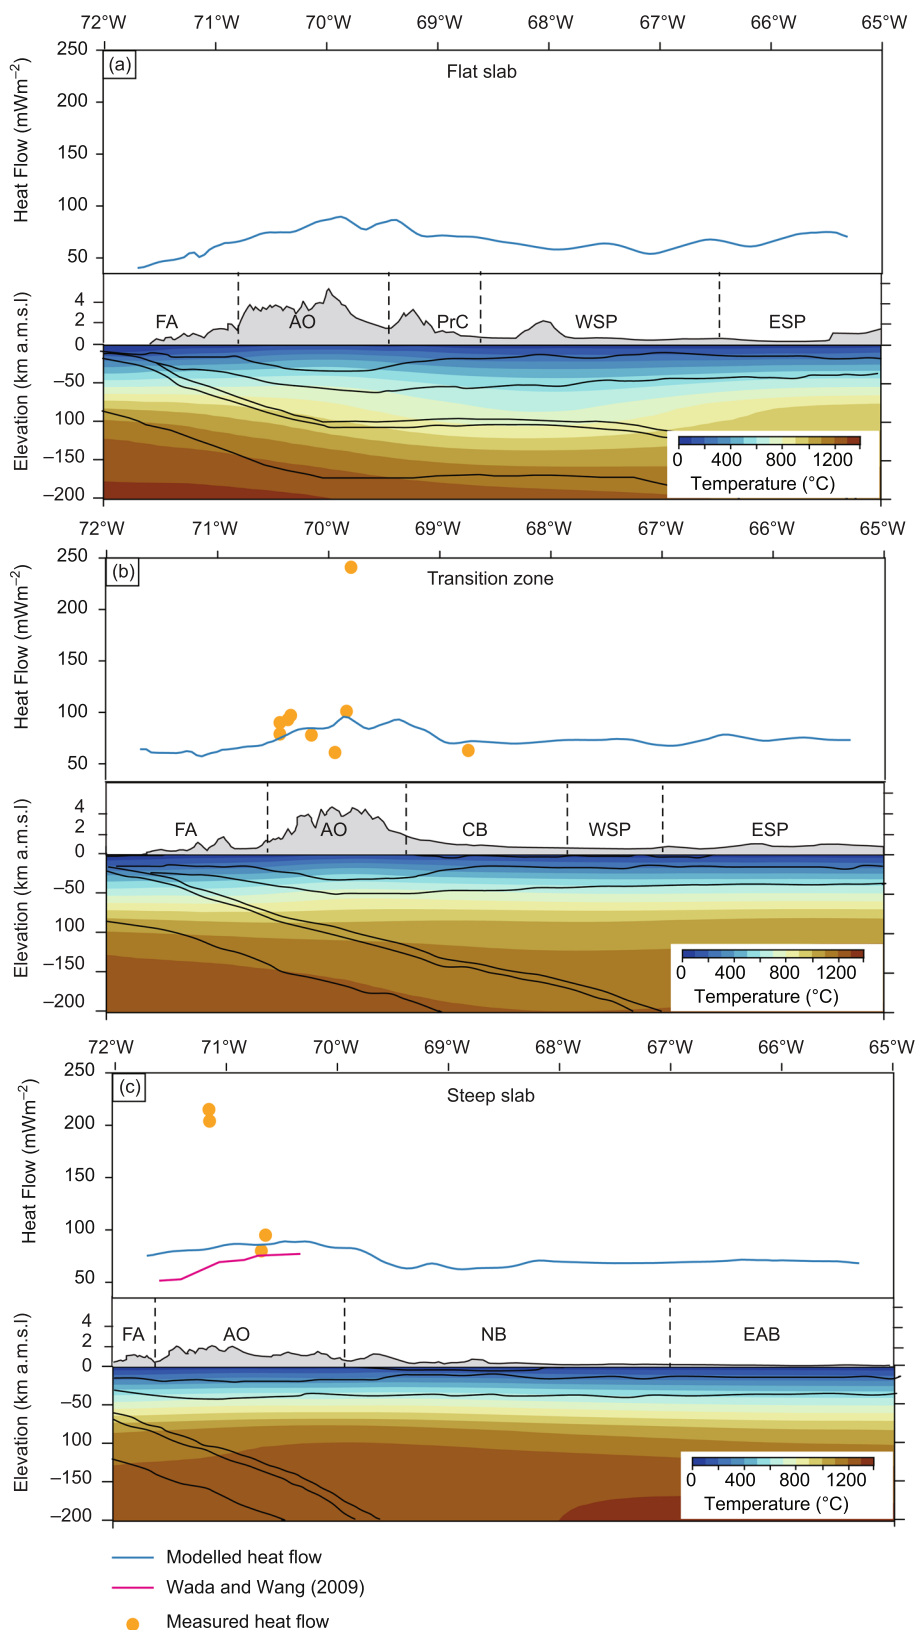 72°W 71°W 70°W 69°W 68°W 67°W 66°W 65°W
250
(a)
Flat slab
200
150
100
50
Heat Flow (mWm–2)
4
2
0
FA AO PrC WSP ESP
–50
100
–150
–200
Elevation (km a.m.s.l)
0 400 800 1200
Temperature (°C)
72°W 71°W 70°W 69°W 68°W 67°W 66°W 65°W
250
(b)
Transition zone
200
150
100
50
Heat Flow (mWm–2)
4
2
0
FA AO CB WSP ESP
–50
100
–150
–200
Elevation (km a.m.s.l)
0 400 800 1200
Temperature (°C)
72°W 71°W 70°W 69°W 68°W 67°W 66°W 65°W
250
(c)
Steep slab
200
150
100
50
Heat Flow (mWm–2)
4
2
0
FA AO NB EAB
–50
100
–150
–200
Elevation (km a.m.s.l)
0 400 800 1200
Temperature (°C)
Modelled heat flow
Wada and Wang (2009)
Measured heat flow